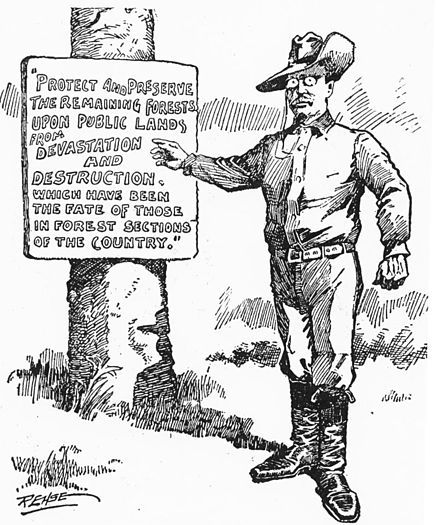 "PROTECT AND PRESERVE
THE REMAINING FORESTS
UPON PUBLIC LANDS
FROM
DEVASTATION
AND
DESTRUCTION,
WHICH HAVE BEEN
THE FATE OF THOSE
IN FOREST SECTIONS
OF THE COUNTRY."
REHSE